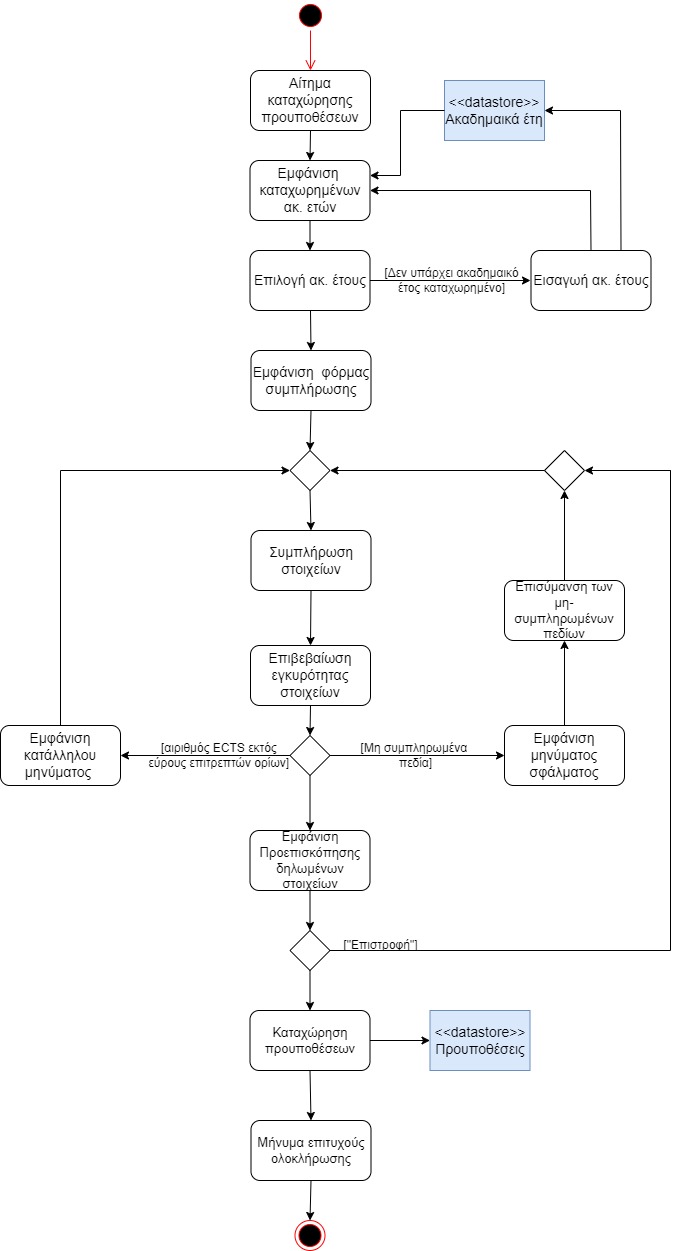 Αίτημα
καταχώρησης
προυποθέσεων
<<datastore>>
Ακαδημαικά έτη
Εμφάνιση
καταχωρημένων
ακ. ετών
Επιλογή ακ. έτους
[Δεν υπάρχει ακαδημαικό
έτος καταχωρημένο]
Εισαγωγή ακ. έτους
Εμφάνιση φόρμας
συμπλήρωσης
Συμπλήρωση
στοιχείων
Επισύμανση των
μη-
συμπληρωμένων
πεδίων
Επιβεβαίωση
εγκυρότητας
στοιχείων
Εμφάνιση
κατάλληλου
μηνύματος
[αιριθμός ECTS εκτός
εύρους επιτρεπτών ορίων]
[Μη συμπληρωμένα
πεδία]
Εμφάνιση
μηνύματος
σφάλματος
Εμφάνιση
Προεπισκόπησης
δηλωμένων
στοιχείων
["Επιστροφή"]
Καταχώρηση
προυποθέσεων
<<datastore>>
Προυποθέσεις
Μήνυμα επιτυχούς
ολοκλήρωσης